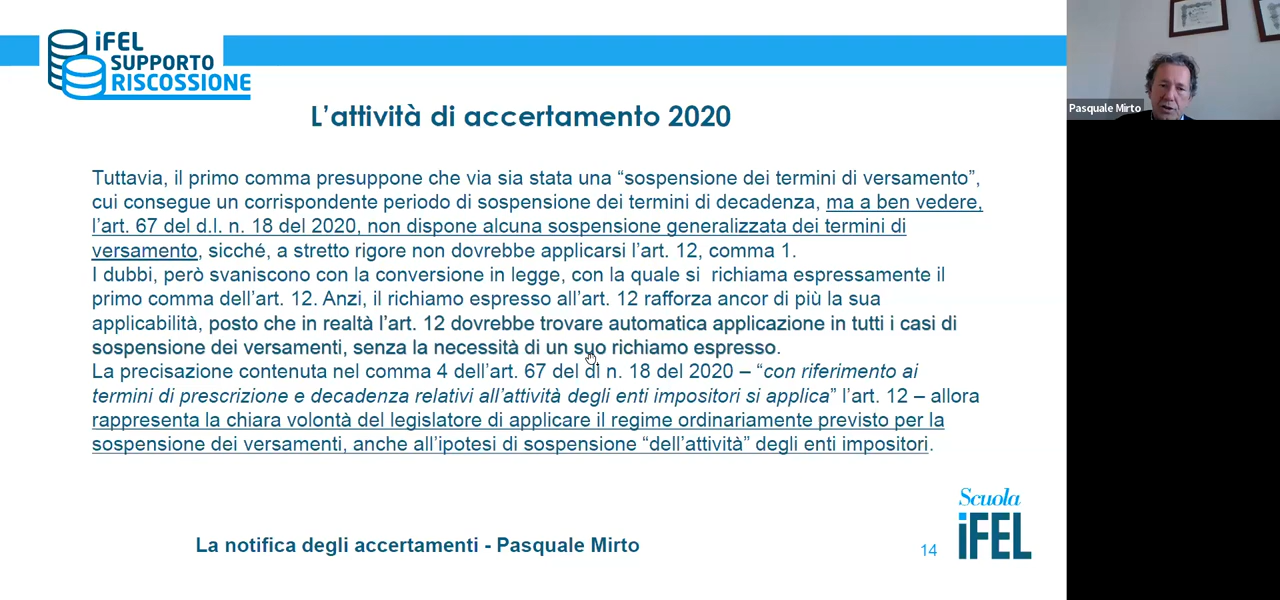 iFEL
SUPPORTO
RISCOSSIONE
L’attività di accertamento 2020
Tuttavia, il primo comma presuppone che via sia stata una “sospensione dei termini di versamento”,
cui consegue un corrispondente periodo di sospensione dei termini di decadenza, ma a ben vedere,
l’art. 67 del d.l. n. 18 del 2020, non dispone alcuna sospensione generalizzata dei termini di
versamento, sicché, a stretto rigore non dovrebbe applicarsi l’art. 12, comma 1.
I dubbi, però svaniscono con la conversione in legge, con la quale si richiama espressamente il
primo comma dell’art. 12. Anzi, il richiamo espresso all’art. 12 rafforza ancor di più la sua
applicabilità, posto che in realtà l’art. 12 dovrebbe trovare automatica applicazione in tutti i casi di
sospensione dei versamenti, senza la necessità di un suo richiamo espresso.
La precisazione contenuta nel comma 4 dell’art. 67 del dl n. 18 del 2020 – “con riferimento ai
termini di prescrizione e decadenza relativi all’attività degli enti impositori si applica” l’art. 12 – allora
rappresenta la chiara volontà del legislatore di applicare il regime ordinariamente previsto per la
sospensione dei versamenti, anche all’ipotesi di sospensione “dell’attività” degli enti impositori.
La notifica degli accertamenti - Pasquale Mirto
14
Scuola
iFEL
Pasquale Mirto